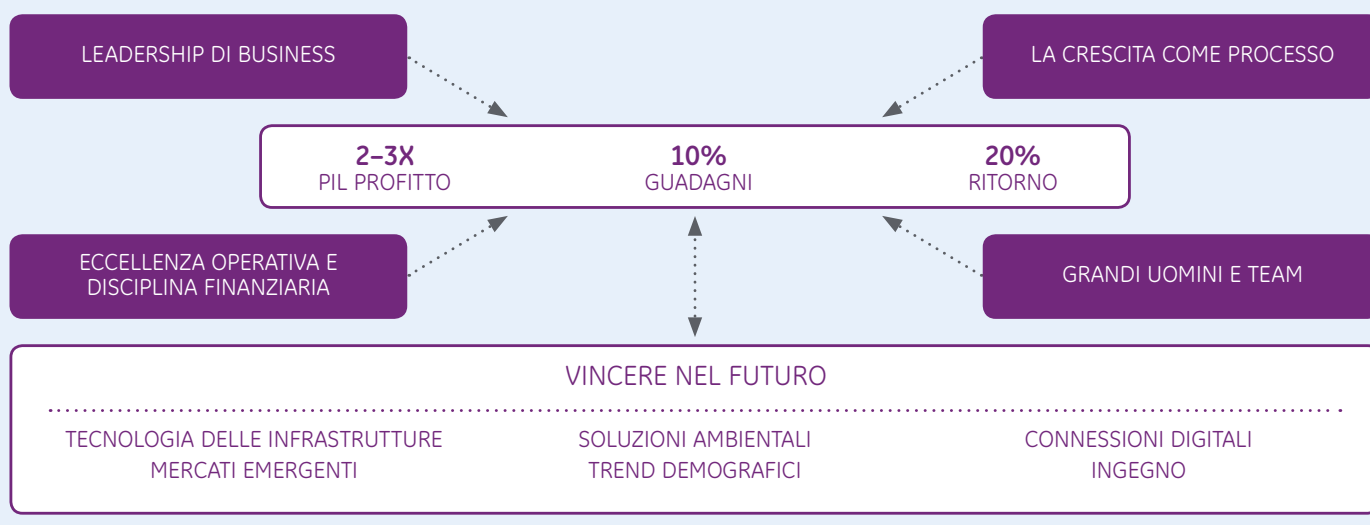 LEADERSHIP DI BUSINESS
LA CRESCITA COME PROCESSO
2–3X
PIL PROFITTO
10%
GUADAGNI
20%
RITORNO
ECCELLENZA OPERATIVA E
DISCIPLINA FINANZIARIA
GRANDI UOMINI E TEAM
VINCERE NEL FUTURO
TECNOLOGIA DELLE INFRASTRUTTURE
MERCATI EMERGENTI
SOLUZIONI AMBIENTALI
TREND DEMOGRAFICI
CONNESSIONI DIGITALI
INGEGNO